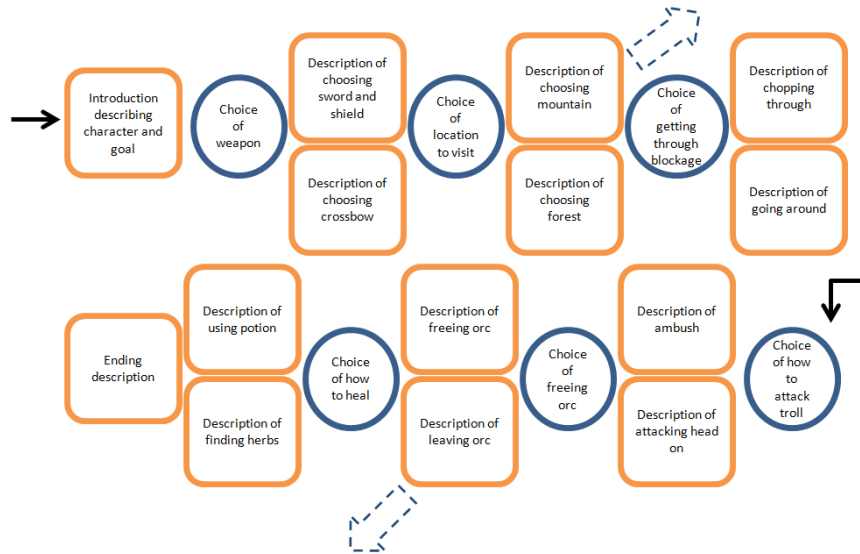 Introduction
describing
character and
goal
Choice
of
weapon
Description of
choosing
sword and
shield
Description of
choosing
crossbow
Choice
of
location
to visit
Description of
choosing
mountain
Description of
choosing
forest
Choice
of
getting
through
blockage
Description of
chopping
through
Description of
going around
Choice
of how
to
attack
troll
Description of
ambush
Description of
attacking head
on
Choice
of
freeing
orc
Description of
freeing orc
Description of
leaving orc
Choice
of how
to heal
Description of
using potion
Description of
finding herbs
Ending
description